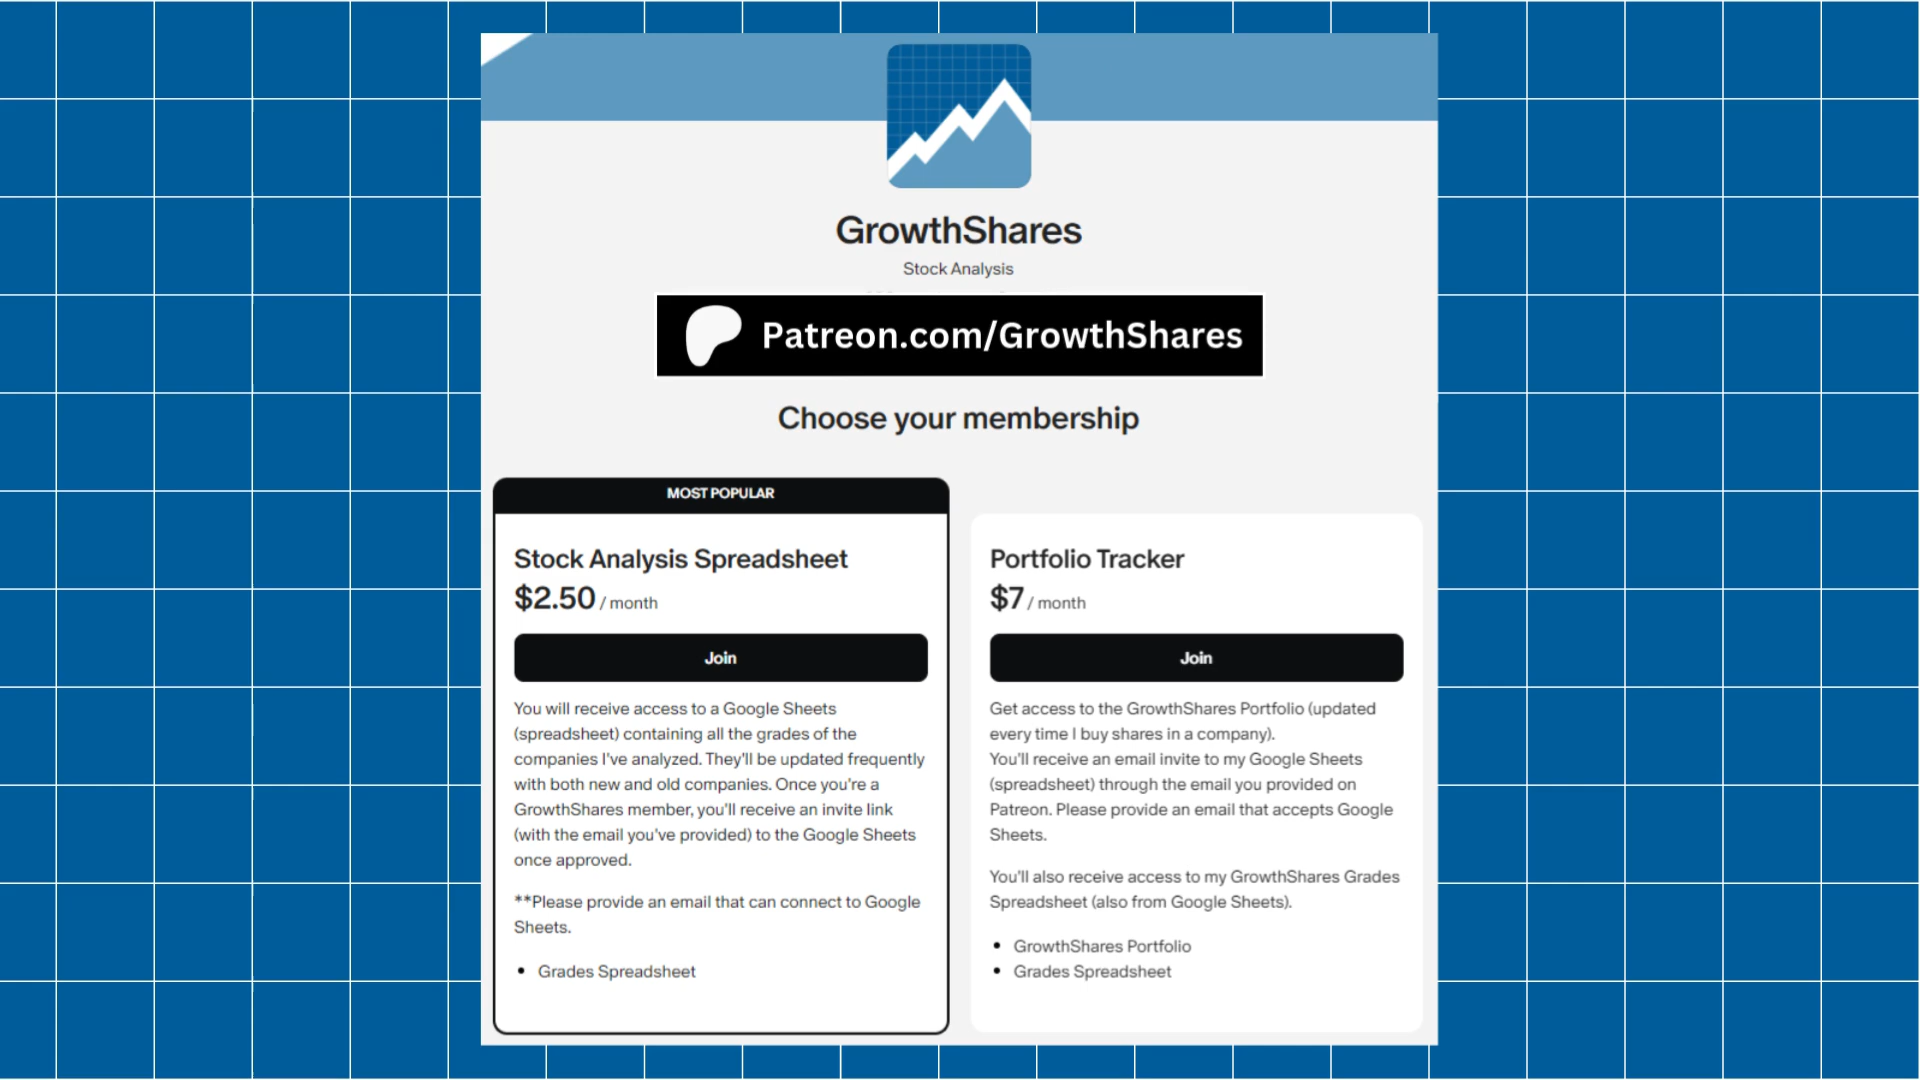 GrowthShares
Stock Analysis
Patreon.com/GrowthShares
Choose your membership
MOST POPULAR
Stock Analysis Spreadsheet
$2.50 / month
Join
You will receive access to a Google Sheets
(spreadsheet) containing all the grades of the
companies I've analyzed. They'll be updated frequently
with both new and old companies. Once you're a
GrowthShares member, you'll receive an invite link
(with the email you've provided) to the Google Sheets
once approved.
**Please provide an email that can connect to Google
Sheets.
• Grades Spreadsheet
Portfolio Tracker
$7 / month
Join
Get access to the GrowthShares Portfolio (updated
every time I buy shares in a company).
You'll receive an email invite to my Google Sheets
(spreadsheet) through the email you provided on
Patreon. Please provide an email that accepts Google
Sheets.
You'll also receive access to my GrowthShares Grades
Spreadsheet (also from Google Sheets).
• GrowthShares Portfolio
• Grades Spreadsheet